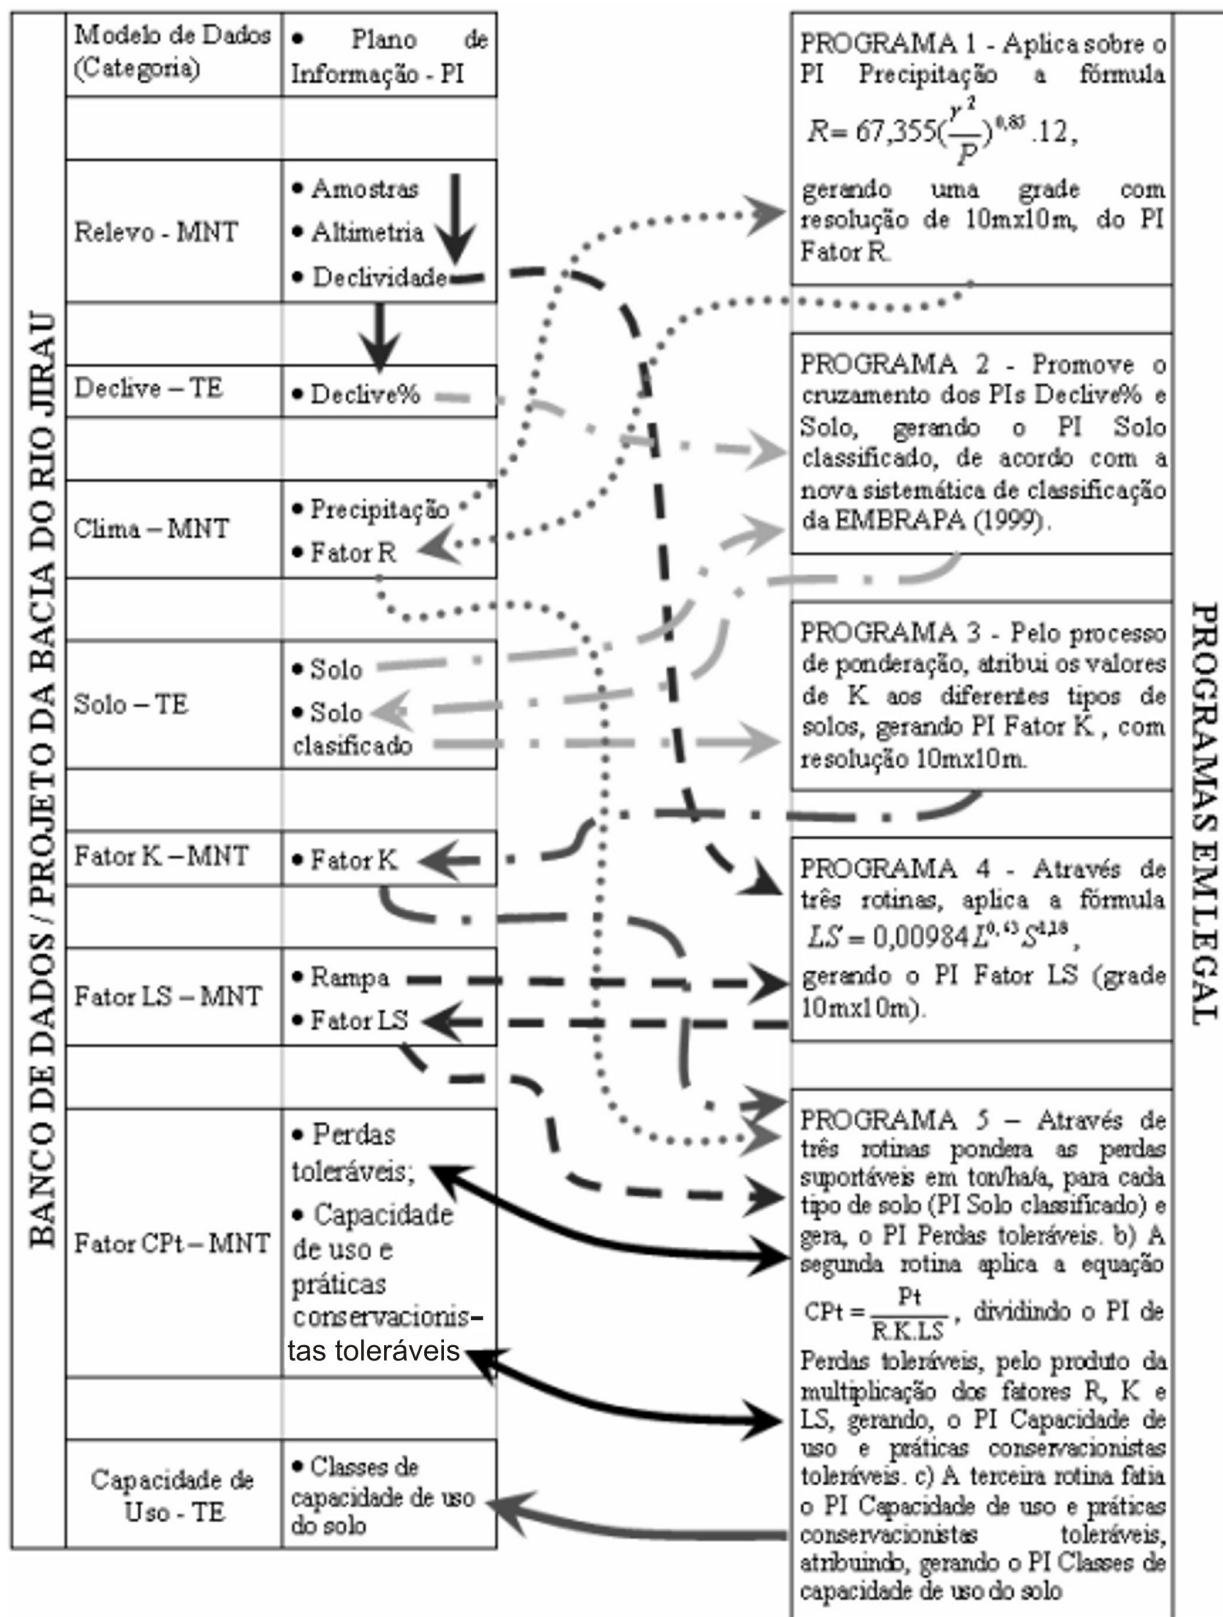 BANCO DE DADOS / PROJETO DA BACIA DO RIO JIRAU
Modelo de Dados
(Categoria)
• Plano de
Informação - PI
Relevo - MNT
• Amostras
• Altimetria
• Declividade
Declive – TE
• Declive%
Clima – MNT
• Precipitação
• Fator R
Solo – TE
• Solo
• Solo
clasificado
Fator K – MNT
• Fator K
Fator LS – MNT
• Rampa
• Fator LS
Fator CPt – MNT
• Perdas
toleráveis;
• Capacidade
de uso e
práticas
conservacionis-
tas toleráveis
Capacidade de
Uso - TE
• Classes de
capacidade de uso
do solo
PROGRAMA 1 - Aplica sobre o
PI Precipitação a fórmula
R = 67,355(r²/P)^0,85 .12,
gerando uma grade com
resolução de 10mx10m, do PI
Fator R.
PROGRAMA 2 - Promove o
cruzamento dos PIs Declive% e
Solo, gerando o PI Solo
classificado, de acordo com a
nova sistemática de classificação
da EMBRAPA (1999).
PROGRAMA 3 - Pelo processo
de ponderação, atribui os valores
de K aos diferentes tipos de
solos, gerando PI Fator K , com
resolução 10mx10m.
PROGRAMA 4 - Através de
três rotinas, aplica a fórmula
LS = 0,00984 L^0,63 S^1,18,
gerando o PI Fator LS (grade
10mx10m).
PROGRAMA 5 – Através de
três rotinas pondera as perdas
suportáveis em ton/ha/a, para cada
tipo de solo (PI Solo classificado) e
gera, o PI Perdas toleráveis. b) A
segunda rotina aplica a equação
CPt = Pt / R.K.LS , dividindo o PI de
Perdas toleráveis, pelo produto da
multiplicação dos fatores R, K e
LS, gerando, o PI Capacidade de
uso e práticas conservacionistas
toleráveis. c) A terceira rotina fatia
o PI Capacidade de uso e práticas
conservacionistas toleráveis,
atribuindo, gerando o PI Classes de
capacidade de uso do solo
PROGRAMAS EM LEGAL